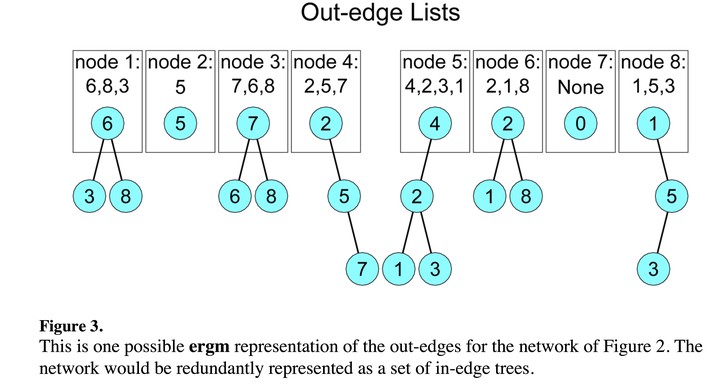 Out-edge Lists
node 1: node 2: node 3: node 4: node 5: node 6: node 7: node 8:
6,8,3 5 7,6,8 2,5,7 4,2,3,1 2,1,8 None 1,5,3
6 5 7 2 4 2 0 1
3 8 6 8 5 2 1 8 5
7 1 3 3
Figure 3.
This is one possible ergm representation of the out-edges for the network of Figure 2. The
network would be redundantly represented as a set of in-edge trees.